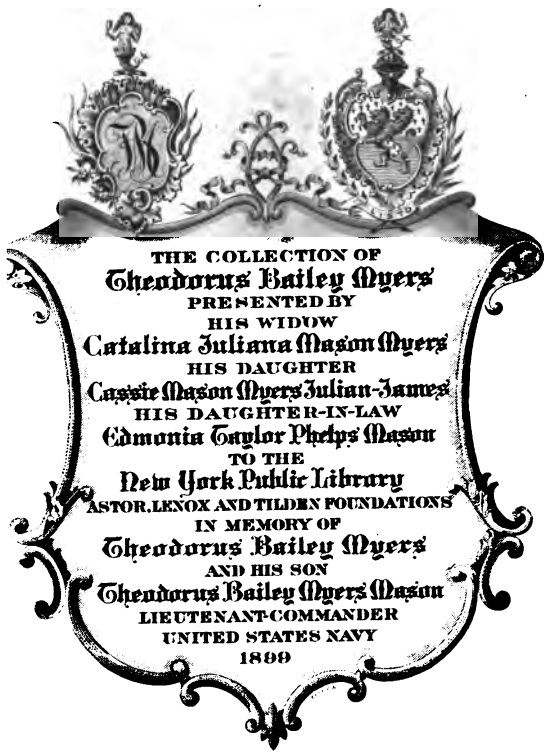 THE COLLECTION OF
Theodorus Bailey Myers
PRESENTED BY
HIS WIDOW
Catalina Juliana Mason Myers
HIS DAUGHTER
Cassie Mason Myers Julian-James
HIS DAUGHTER-IN-LAW
Edmonia Taylor Phelps Mason
TO THE
New York Public Library
ASTOR, LENOX AND TILDEN FOUNDATIONS
IN MEMORY OF
Theodorus Bailey Myers
AND HIS SON
Theodorus Bailey Myers Mason
LIEUTENANT-COMMANDER
UNITED STATES NAVY
1899